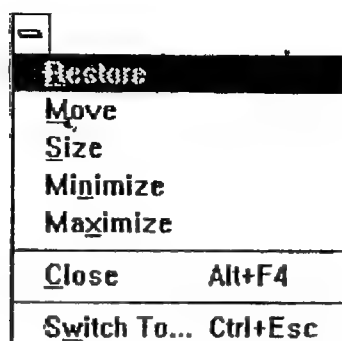 Restore
Move
Size
Minimize
Maximize
Close Alt+F4
Switch To... Ctrl+Esc